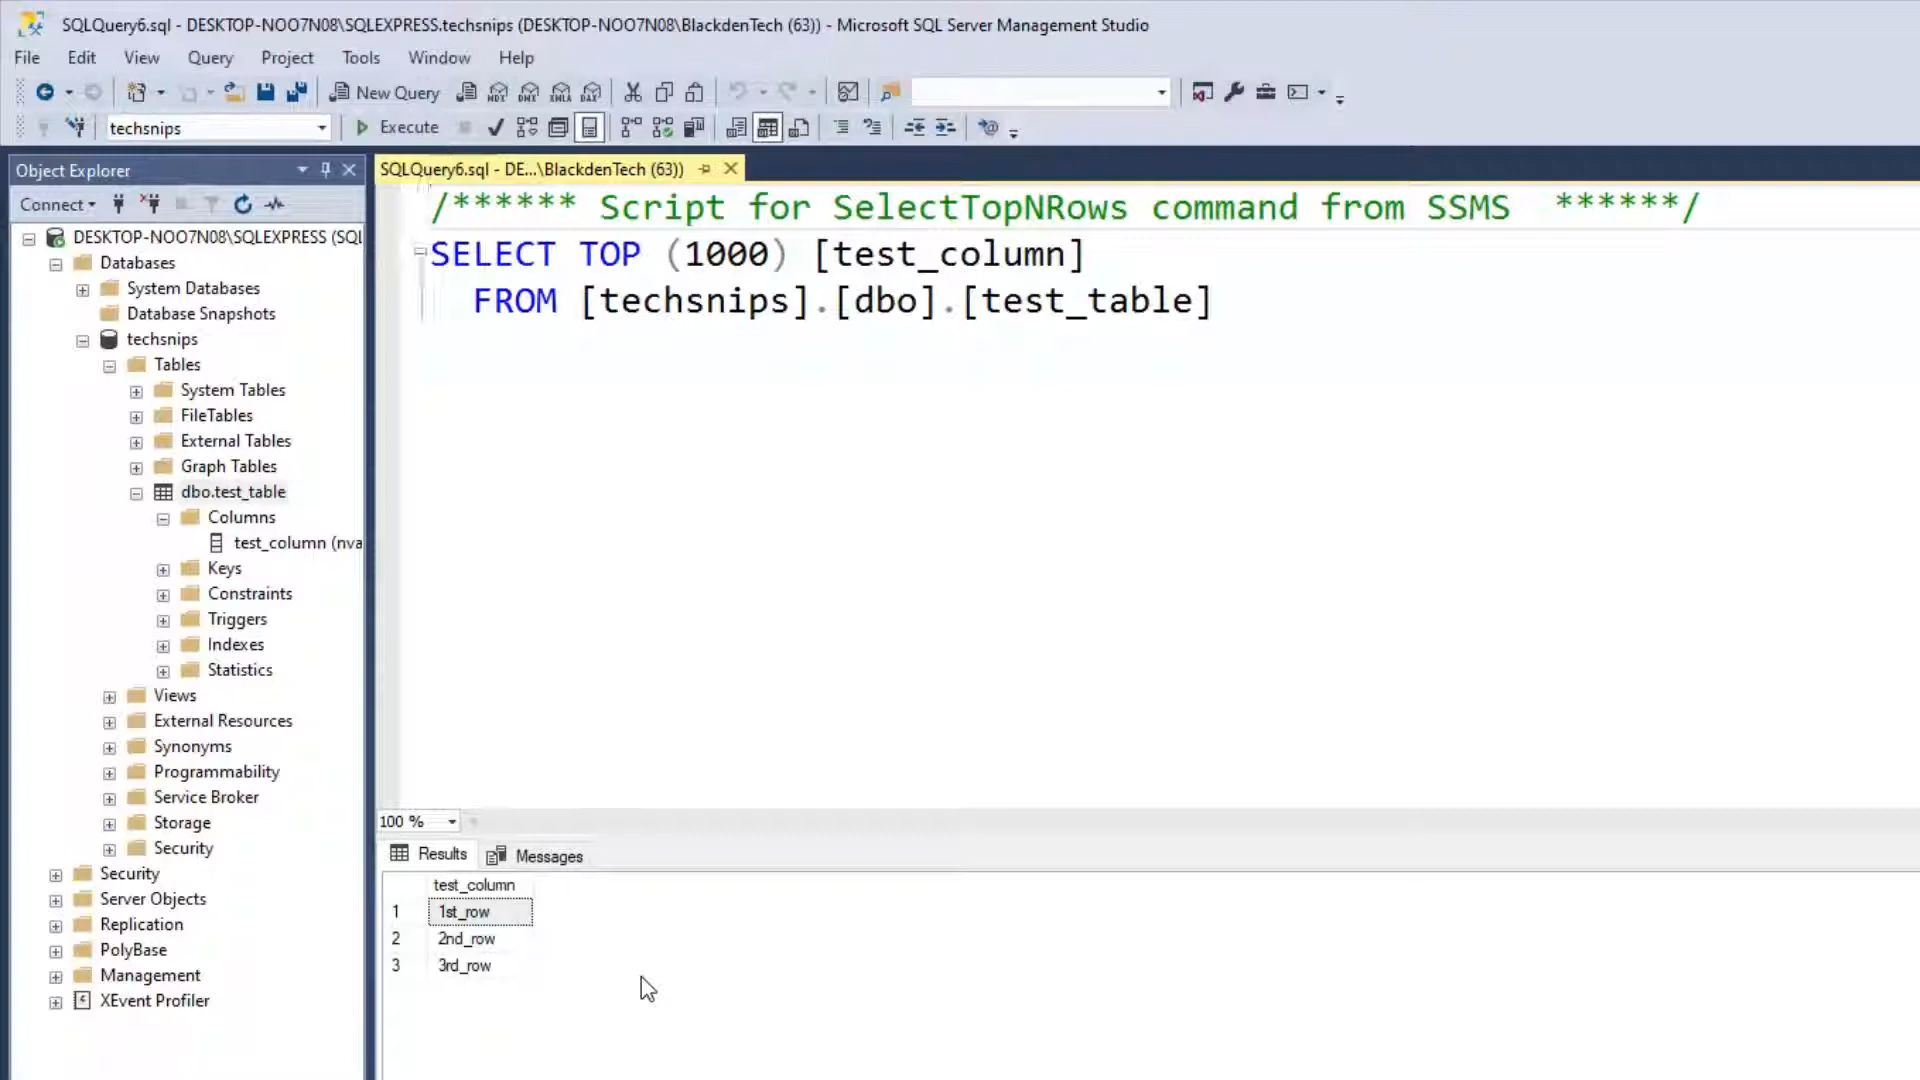 SQLQuery6.sql - DESKTOP-NOO7N08\SQLEXPRESS.techsnips (DESKTOP-NOO7N08\BlackdenTech (63)) - Microsoft SQL Server Management Studio
File Edit View Query Project Tools Window Help
New Query MDX DMX XMLA DAX
techsnips Execute
Object Explorer
SQLQuery6.sql - DE...\BlackdenTech (63))
Connect
DESKTOP-NOO7N08\SQLEXPRESS (SQL
Databases
System Databases
Database Snapshots
techsnips
Tables
System Tables
FileTables
External Tables
Graph Tables
dbo.test_table
Columns
test_column (nva
Keys
Constraints
Triggers
Indexes
Statistics
Views
External Resources
Synonyms
Programmability
Service Broker
Storage
Security
Security
Server Objects
Replication
PolyBase
Management
XEvent Profiler
/****** Script for SelectTopNRows command from SSMS  ******/
SELECT TOP (1000) [test_column]
FROM [techsnips].[dbo].[test_table]
100 %
Results Messages
test_column
1 1st_row
2 2nd_row
3 3rd_row